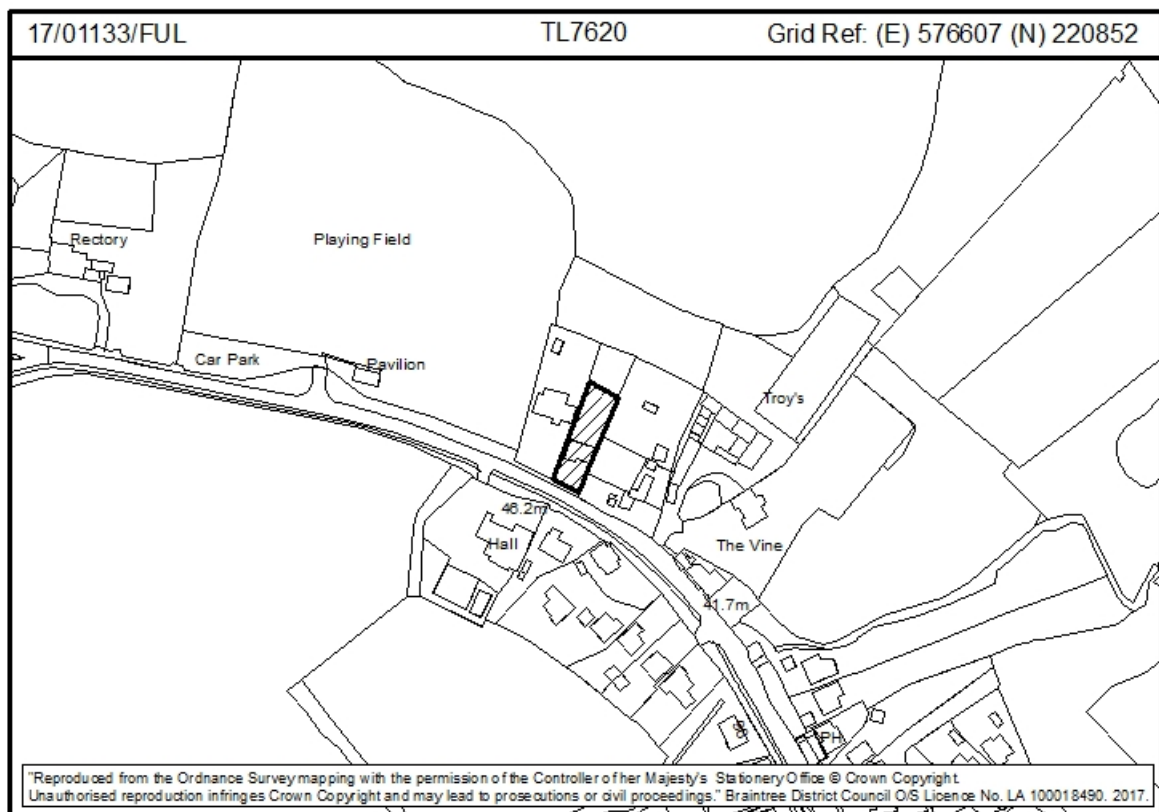 17/01133/FUL TL7620 Grid Ref: (E) 576607 (N) 220852
Rectory
Playing Field
Car Park
Pavilion
Troy's
46.2m
Hall
The Vine
41.7m
PH
"Reproduced from the Ordnance Survey mapping with the permission of the Controller of her Majesty's Stationery Office © Crown Copyright.
Unauthorised reproduction infringes Crown Copyright and may lead to prosecutions or civil proceedings." Braintree District Council O/S Licence No. LA 100018490. 2017.